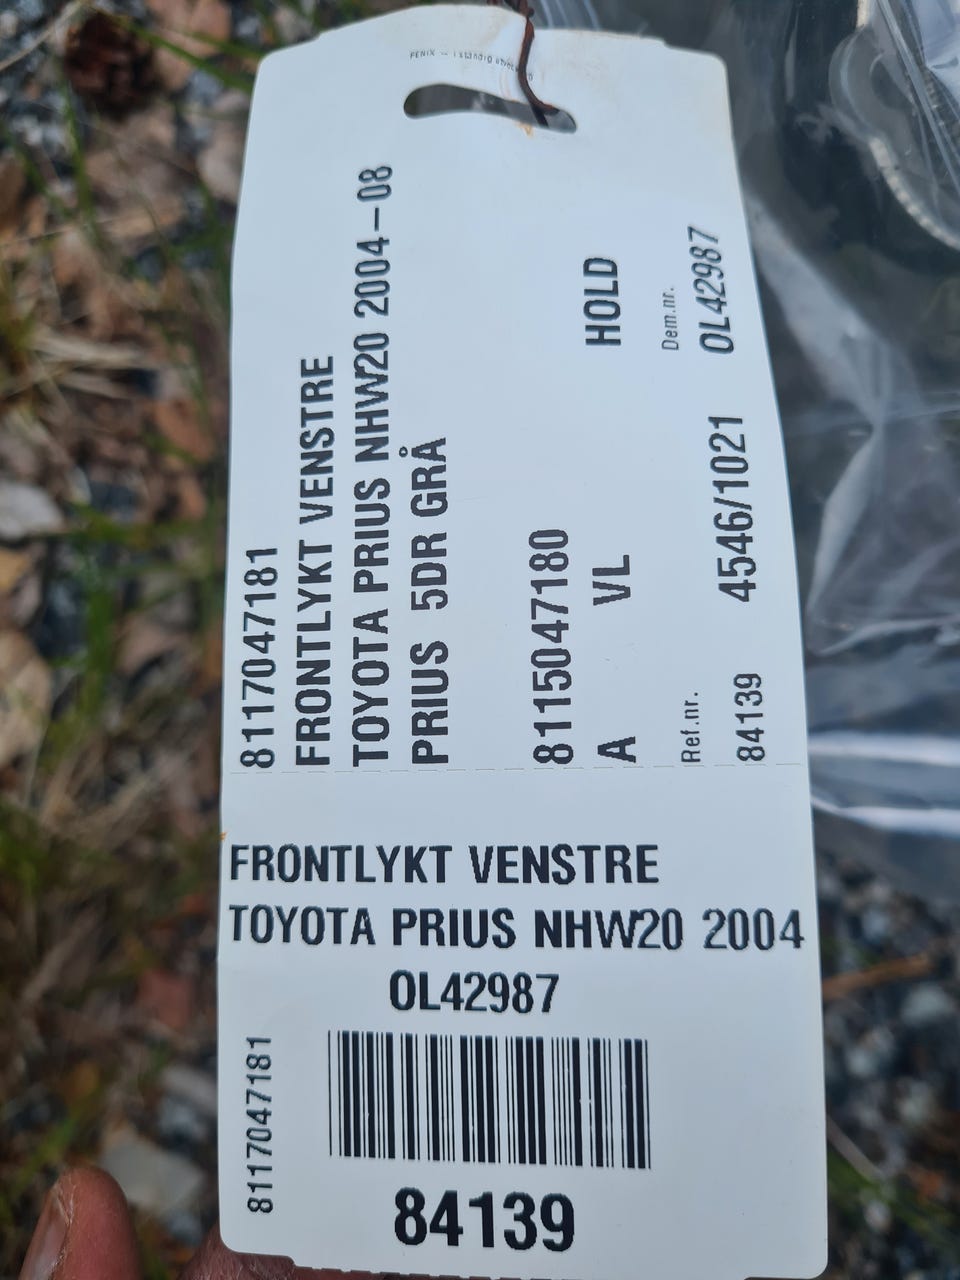 8117047181
FRONTLYKT VENSTRE
TOYOTA PRIUS NHW20 2004-08
PRIUS 5DR GRÅ
8115047180
A VL HOLD
Ref.nr. Dem.nr.
84139 4546/1021 OL42987
FRONTLYKT VENSTRE
TOYOTA PRIUS NHW20 2004
OL42987
8117047181
84139